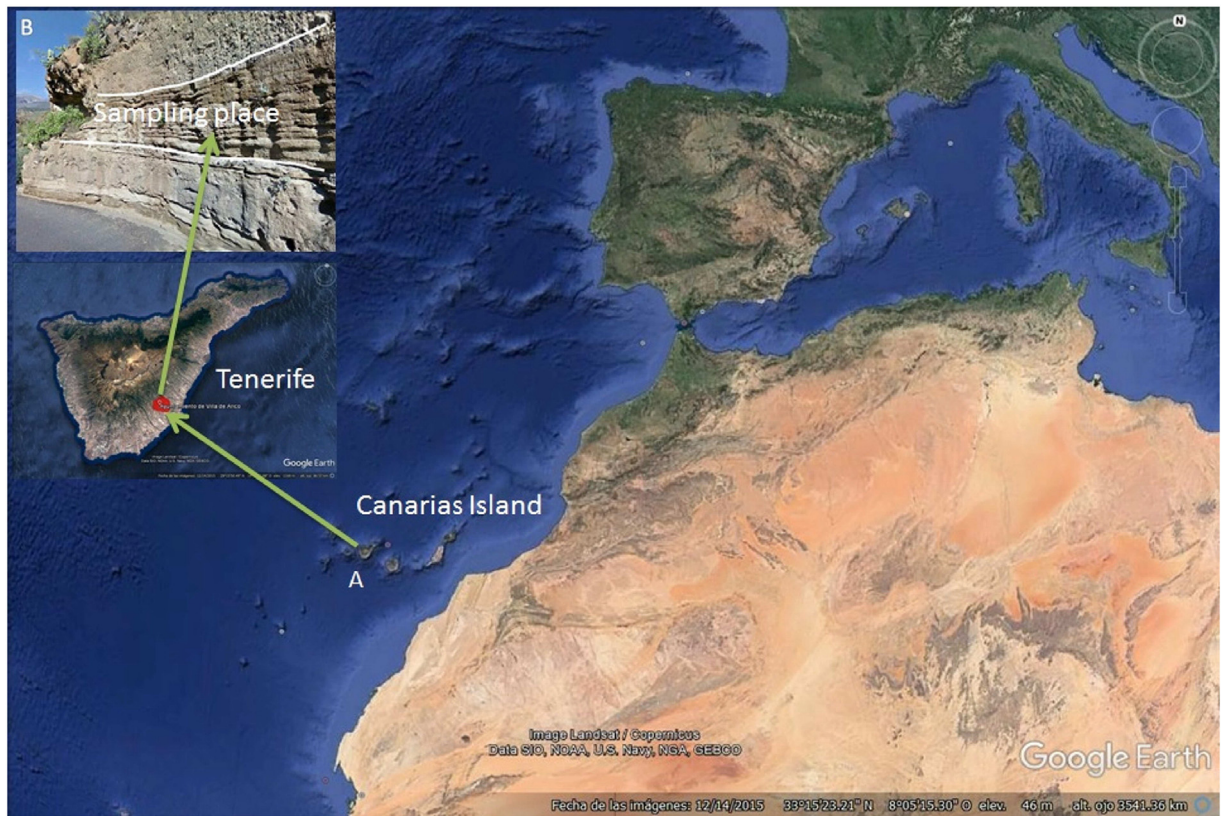 B
Sampling place
N
Tenerife
Google Earth
Canarias Island
A
Image Landsat / Copernicus
Data SIO, NOAA, U.S. Navy, NGA, GEBCO
Google Earth
Fecha de las imágenes: 12/14/2015 33°15'23.21" N 8°05'15.30" O elev. 46 m alt. ojo 3541.36 km